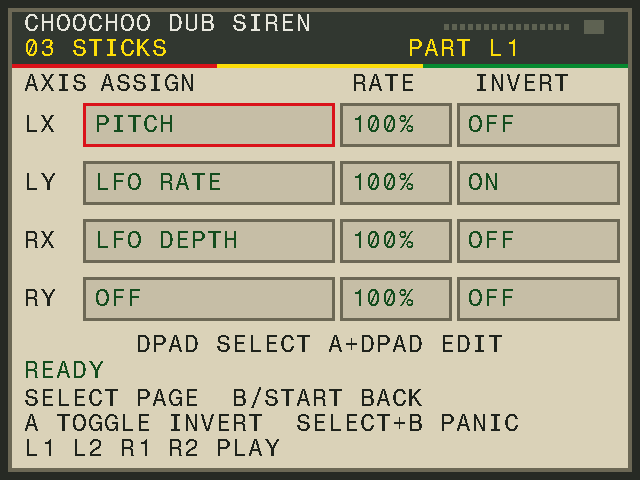 CHOOCHOO DUB SIREN
03 STICKS PART L1
AXIS ASSIGN RATE INVERT
LX PITCH 100% OFF
LY LFO RATE 100% ON
RX LFO DEPTH 100% OFF
RY OFF 100% OFF
DPAD SELECT A+DPAD EDIT
READY
SELECT PAGE B/START BACK
A TOGGLE INVERT SELECT+B PANIC
L1 L2 R1 R2 PLAY